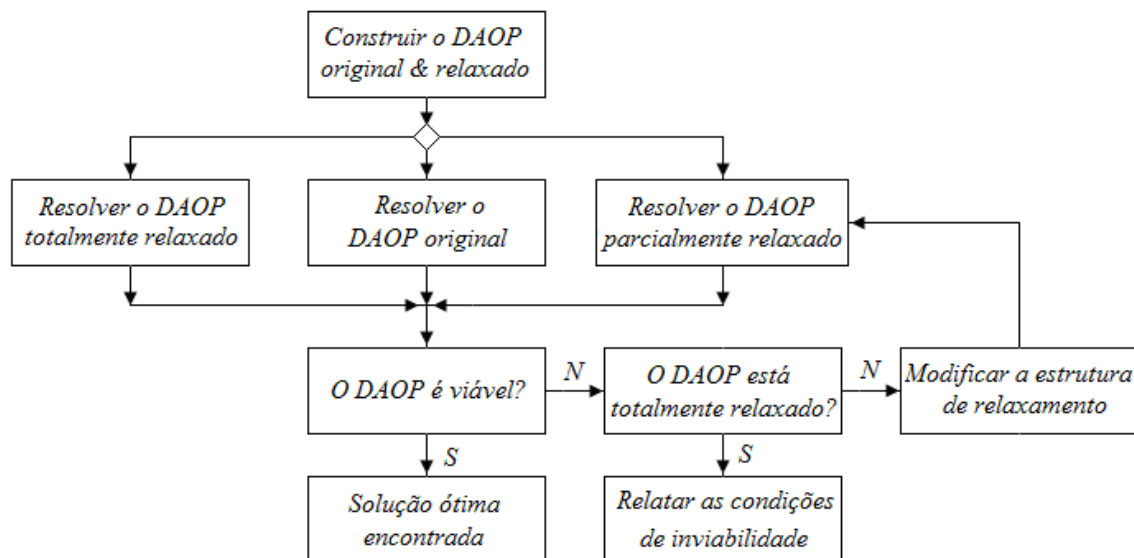 Construir o DAOP
original & relaxado
Resolver o DAOP
totalmente relaxado
Resolver o
DAOP original
Resolver o DAOP
parcialmente relaxado
O DAOP é viável?
N
O DAOP está
totalmente relaxado?
N
Modificar a estrutura
de relaxamento
S
S
Solução ótima
encontrada
Relatar as condições
de inviabilidade